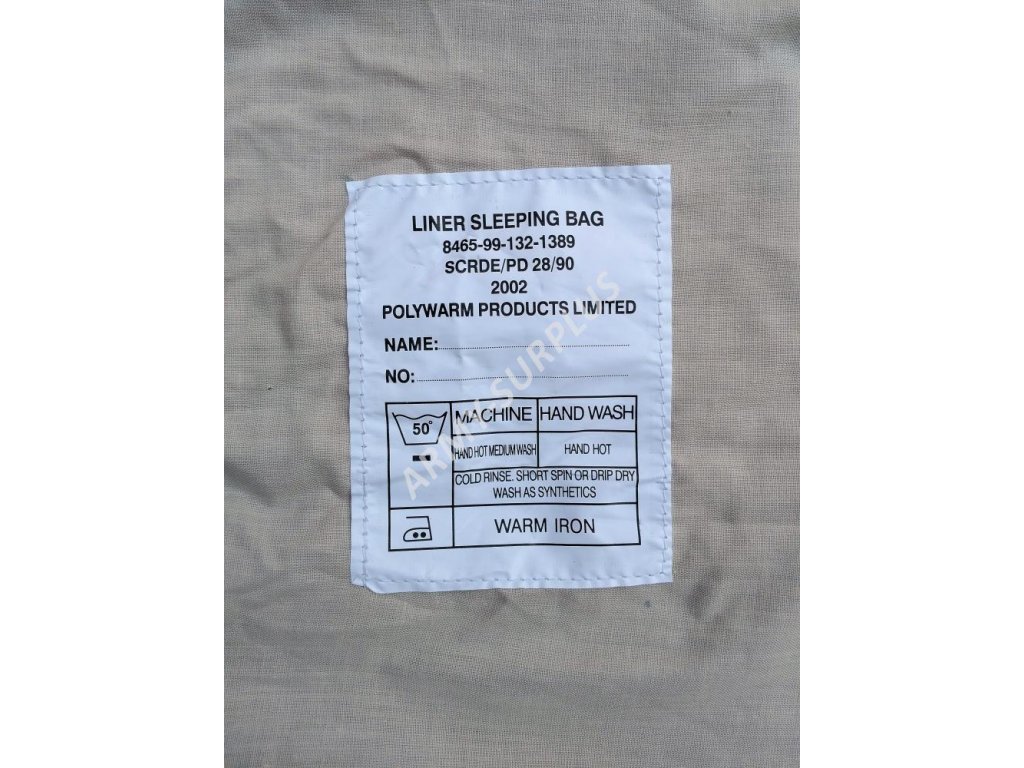 LINER SLEEPING BAG
8465-99-132-1389
SCRDE/PD 28/90
2002
POLYWARM PRODUCTS LIMITED
NAME:
NO:
50°
MACHINE
HAND WASH
HAND HOT MEDIUM WASH
HAND HOT
COLD RINSE. SHORT SPIN OR DRIP DRY
WASH AS SYNTHETICS
WARM IRON
ARMY SURPLUS